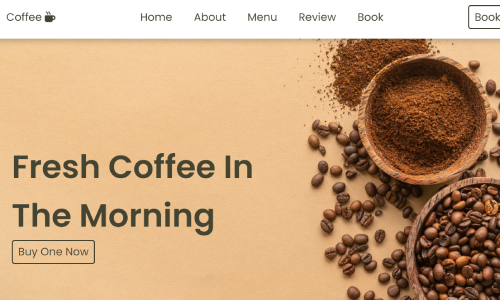 Coffee
Home About Menu Review Book
Book
Fresh Coffee In
The Morning
Buy One Now